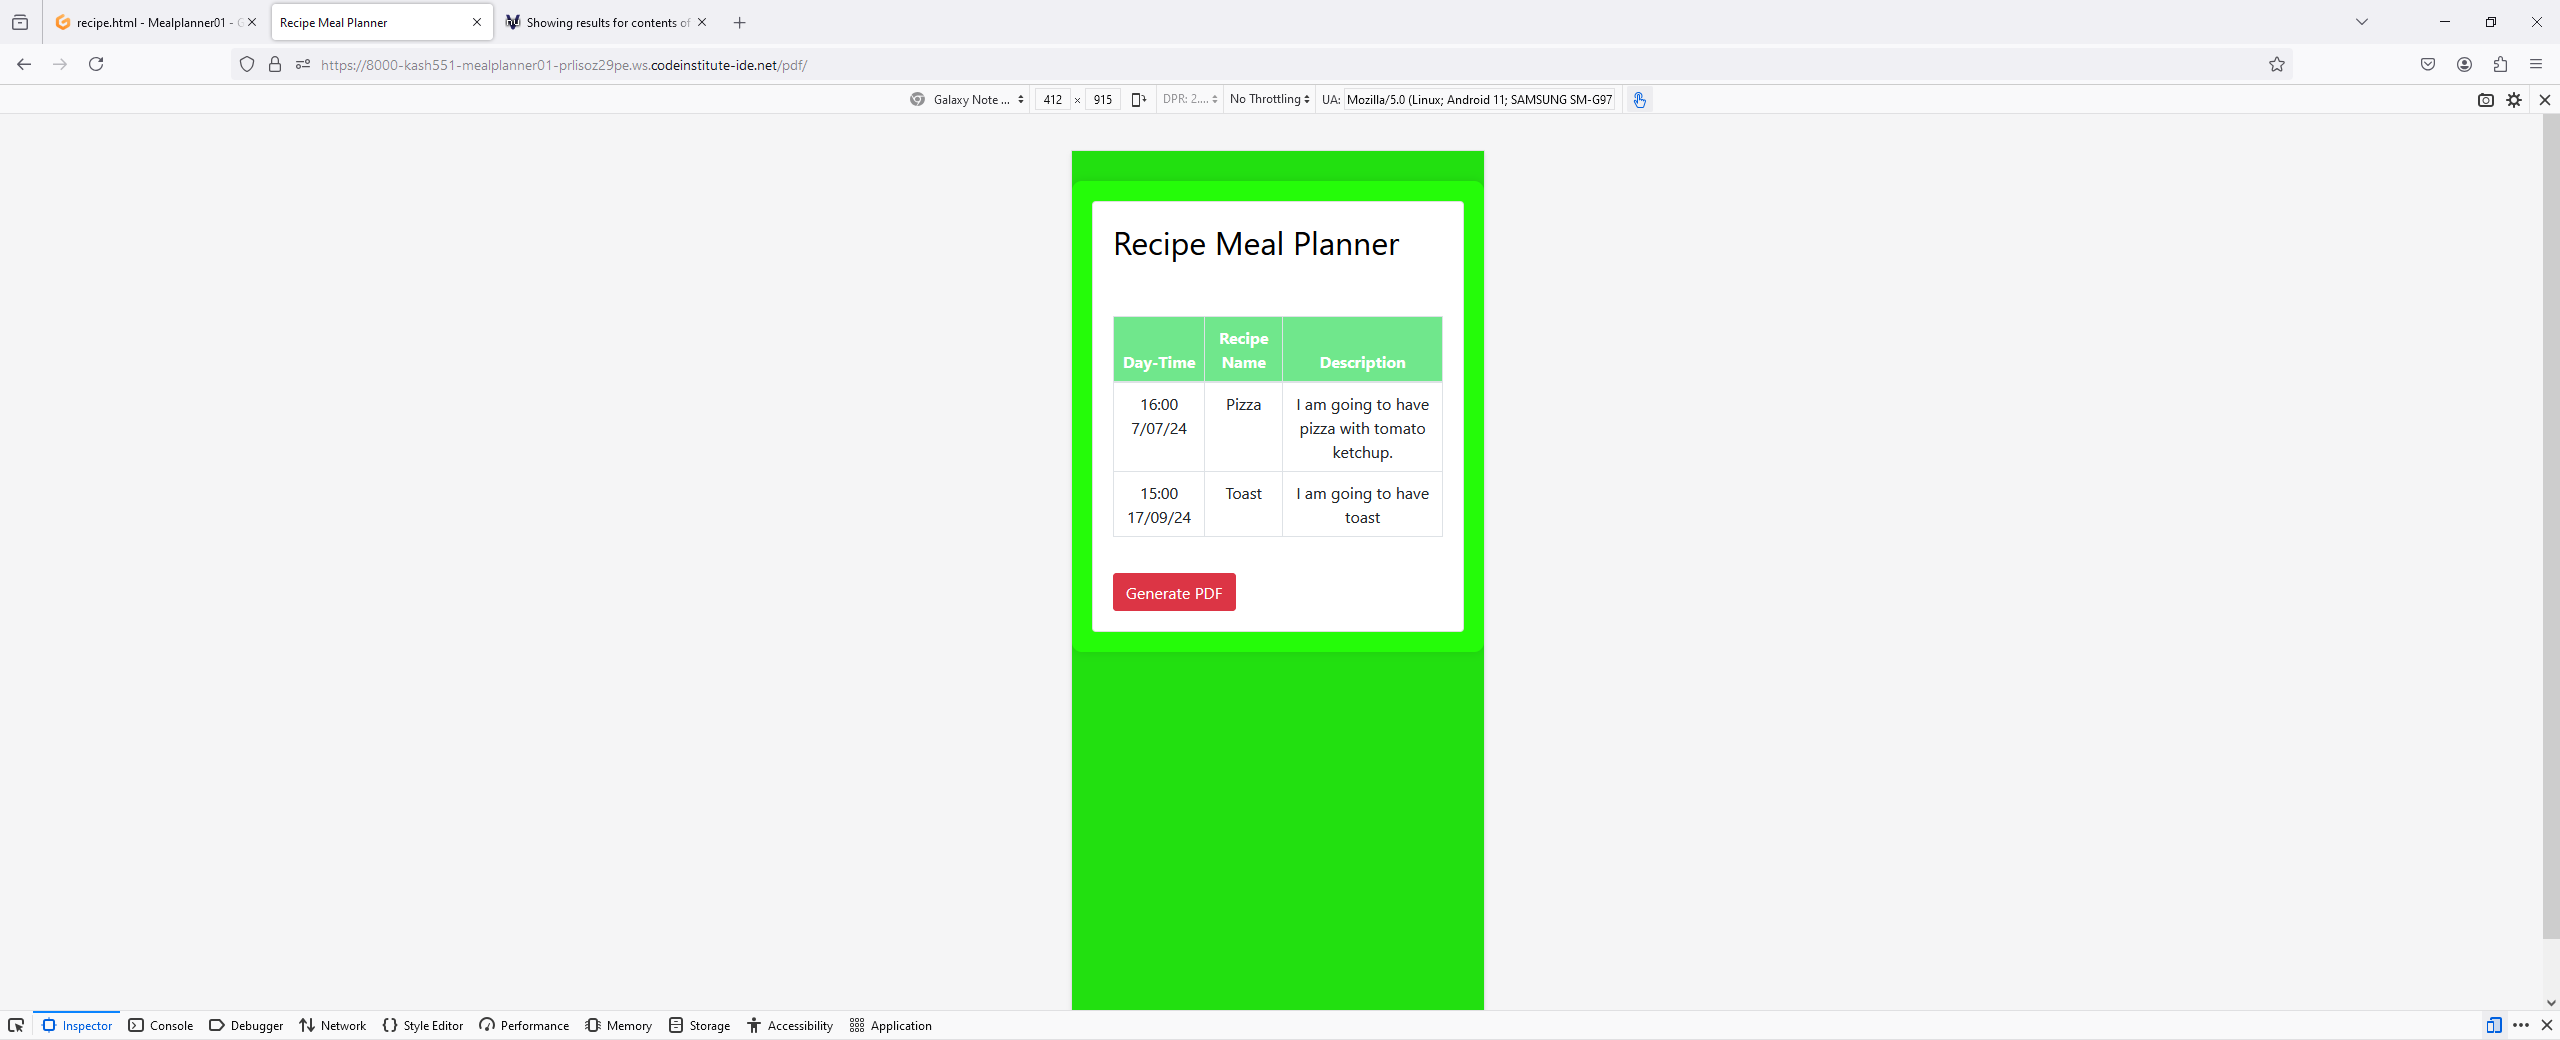 recipe.html - Mealplanner01 - G
Recipe Meal Planner
Showing results for contents of
https://8000-kash551-mealplanner01-prlisoz29pe.ws.codeinstitute-ide.net/pdf/
Galaxy Note ... 412 × 915 DPR: 2.... No Throttling UA: Mozilla/5.0 (Linux; Android 11; SAMSUNG SM-G97
Recipe Meal Planner
Day-Time Recipe Name Description
16:00 7/07/24 Pizza I am going to have pizza with tomato ketchup.
15:00 17/09/24 Toast I am going to have toast
Generate PDF
Inspector Console Debugger Network Style Editor Performance Memory Storage Accessibility Application